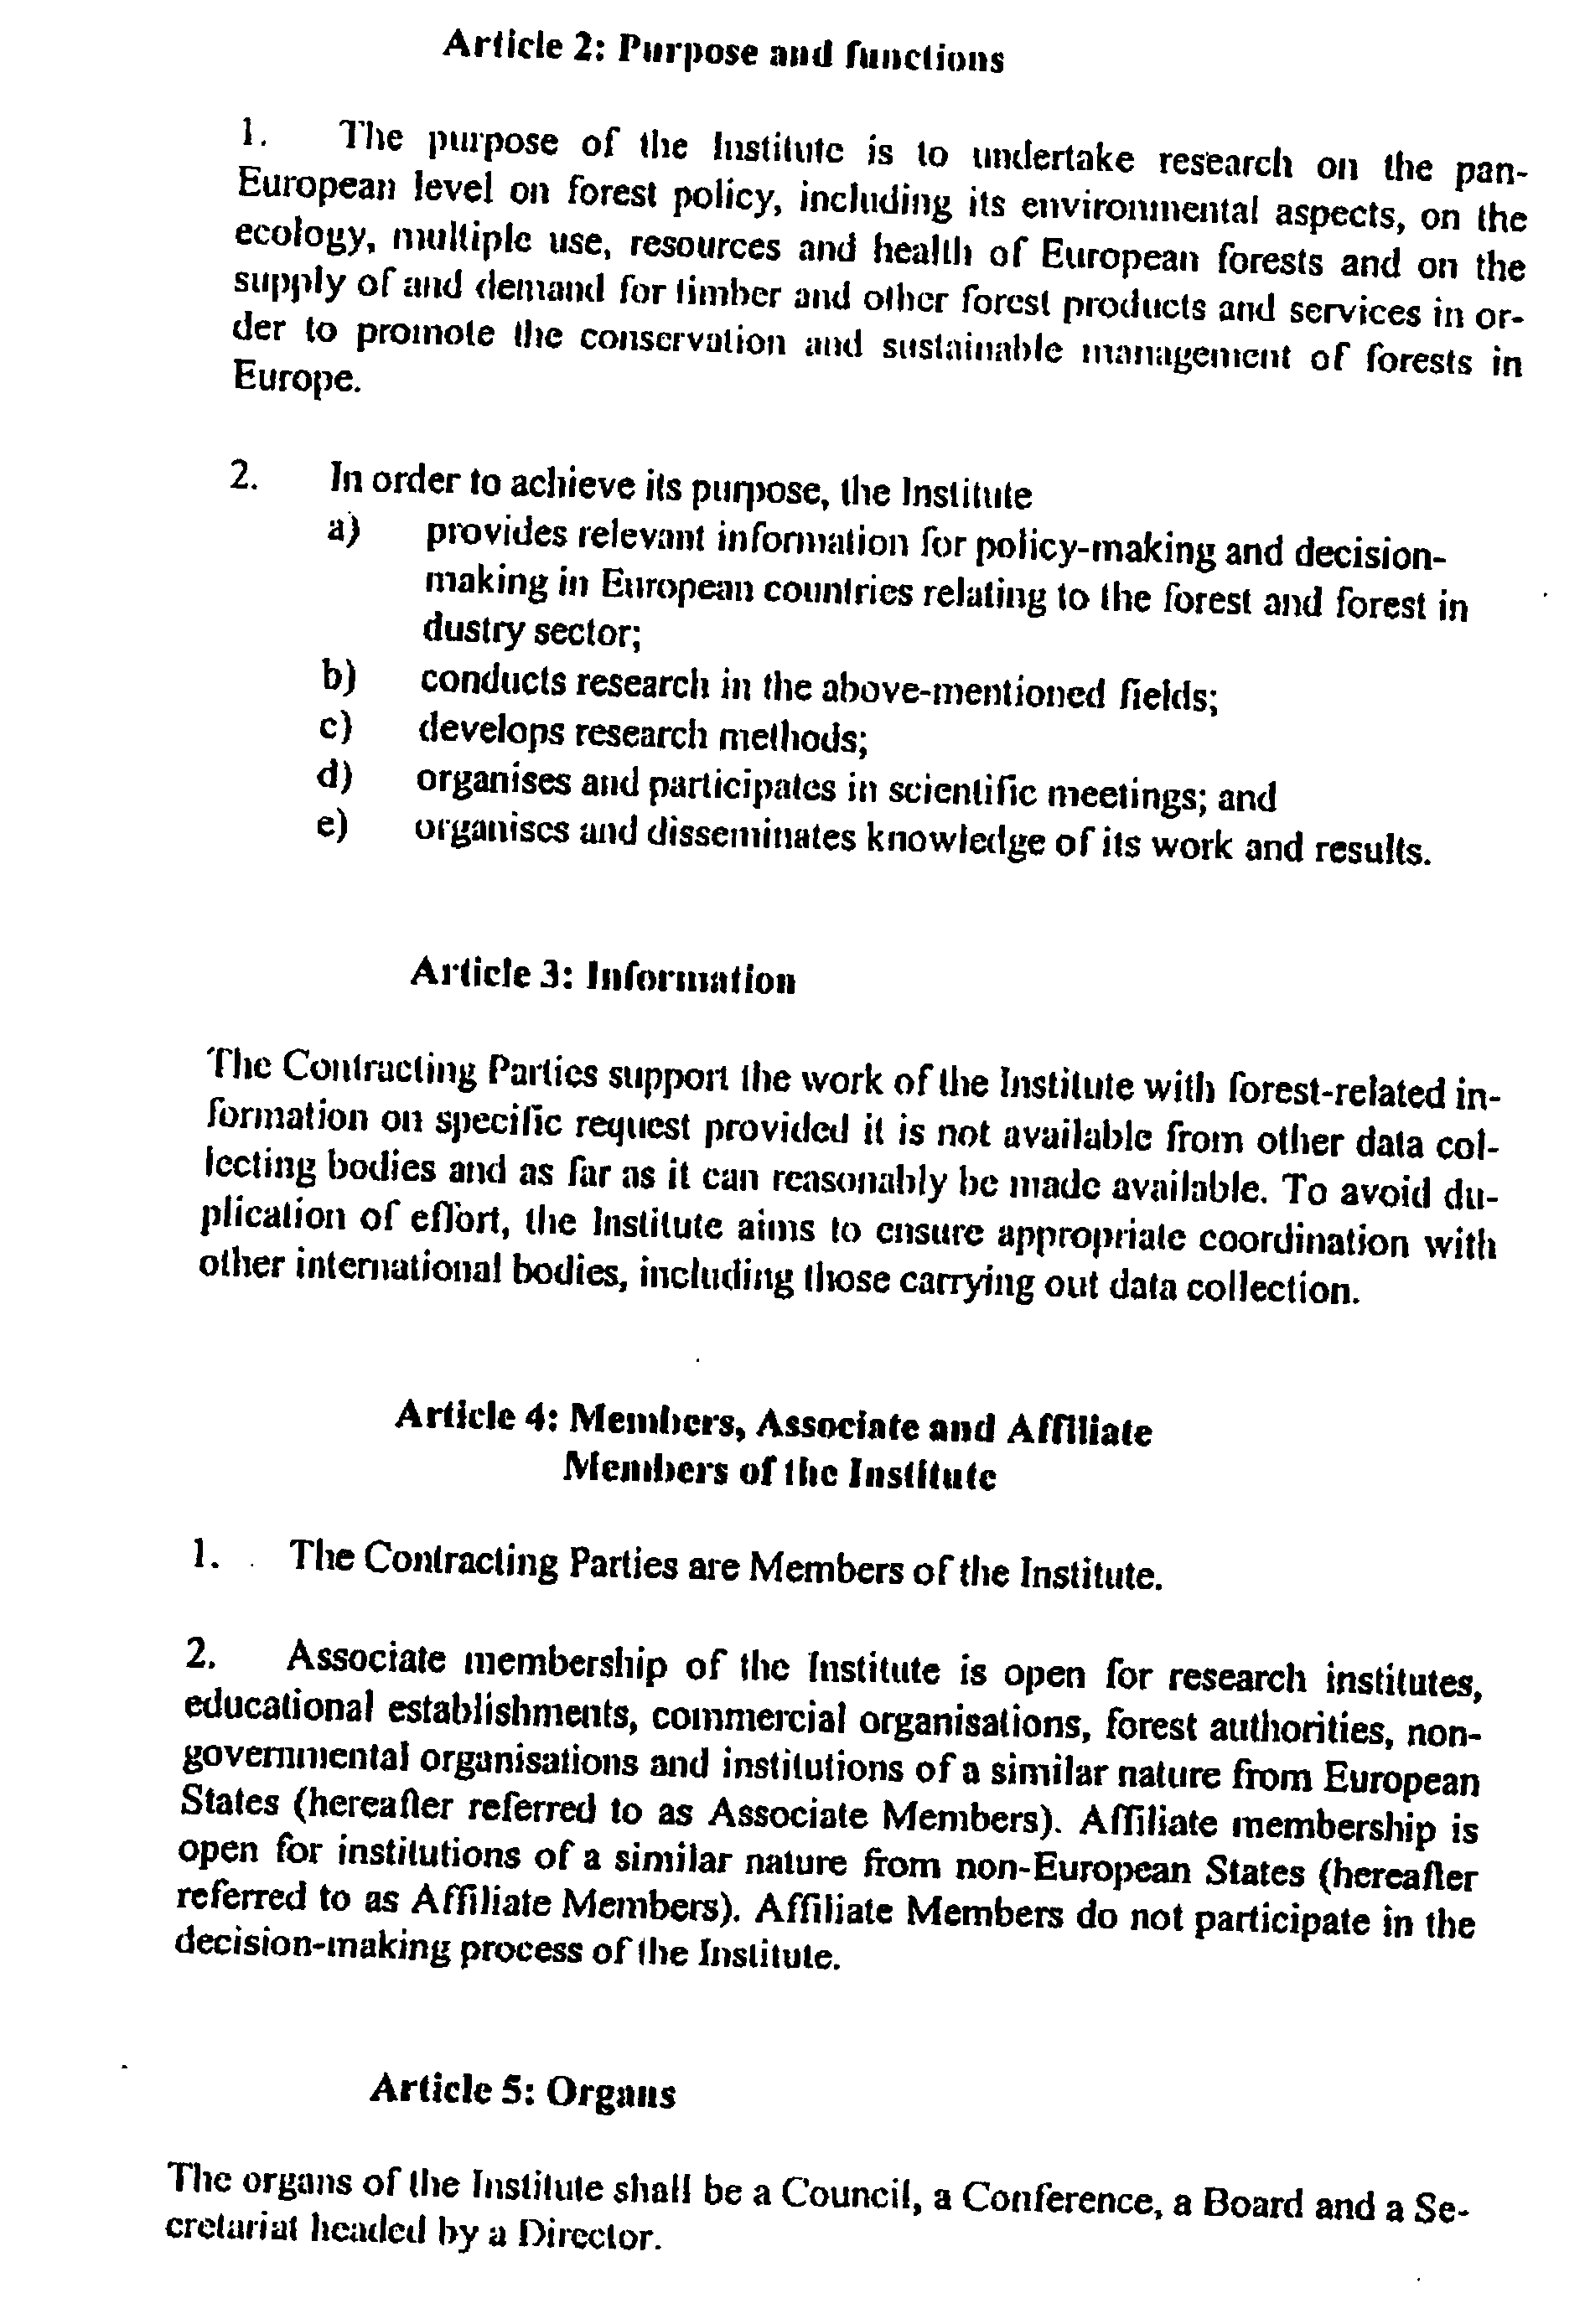 Article 2: Purpose and functions
1. The purpose of the Institute is to undertake research on the pan-
European level on forest policy, including its environmental aspects, on the
ecology, multiple use, resources and health of European forests and on the
supply of and demand for timber and other forest products and services in or-
der to promote the conservation and sustainable management of forests in
Europe.
2. In order to achieve its purpose, the Institute
a) provides relevant information for policy-making and decision-
making in European countries relating to the forest and forest in
dustry sector;
b) conducts research in the above-mentioned fields;
c) develops research methods;
d) organises and participates in scientific meetings; and
e) organises and disseminates knowledge of its work and results.
Article 3: Information
The Contracting Parties support the work of the Institute with forest-related in-
formation on specific request provided it is not available from other data col-
lecting bodies and as far as it can reasonably be made available. To avoid du-
plication of effort, the Institute aims to ensure appropriate coordination with
other international bodies, including those carrying out data collection.
Article 4: Members, Associate and Affiliate
Members of the Institute
1. The Contracting Parties are Members of the Institute.
2. Associate membership of the Institute is open for research institutes,
educational establishments, commercial organisations, forest authorities, non-
governmental organisations and institutions of a similar nature from European
States (hereafter referred to as Associate Members). Affiliate membership is
open for institutions of a similar nature from non-European States (hereafter
referred to as Affiliate Members). Affiliate Members do not participate in the
decision-making process of the Institute.
Article 5: Organs
The organs of the Institute shall be a Council, a Conference, a Board and a Se-
cretariat headed by a Director.